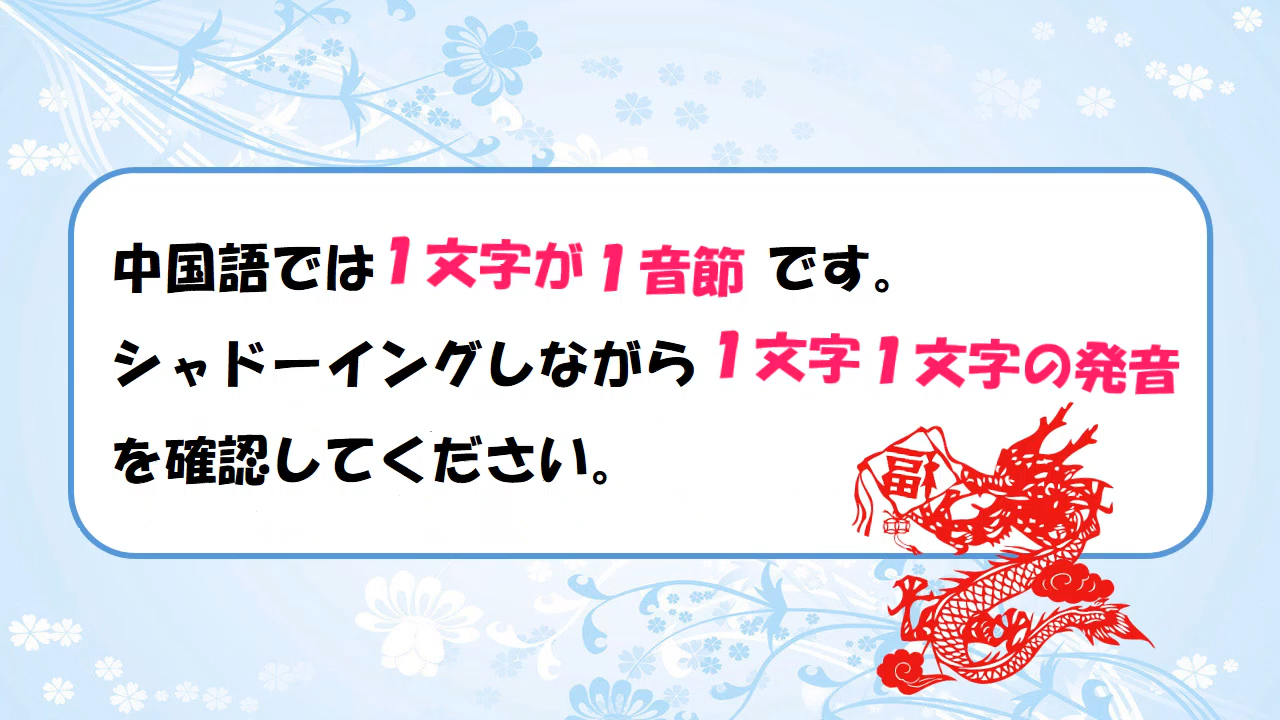 中国語では１文字が１音節 です。
シャドーイングしながら１文字１文字の発音
を確認してください。
福